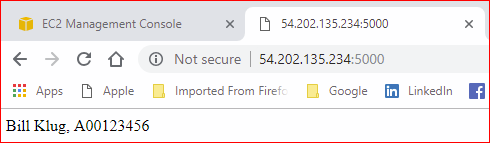 EC2 Management Console
54.202.135.234:5000
Not secure | 54.202.135.234:5000
Apps Apple Imported From Firefo Google LinkedIn
Bill Klug, A00123456